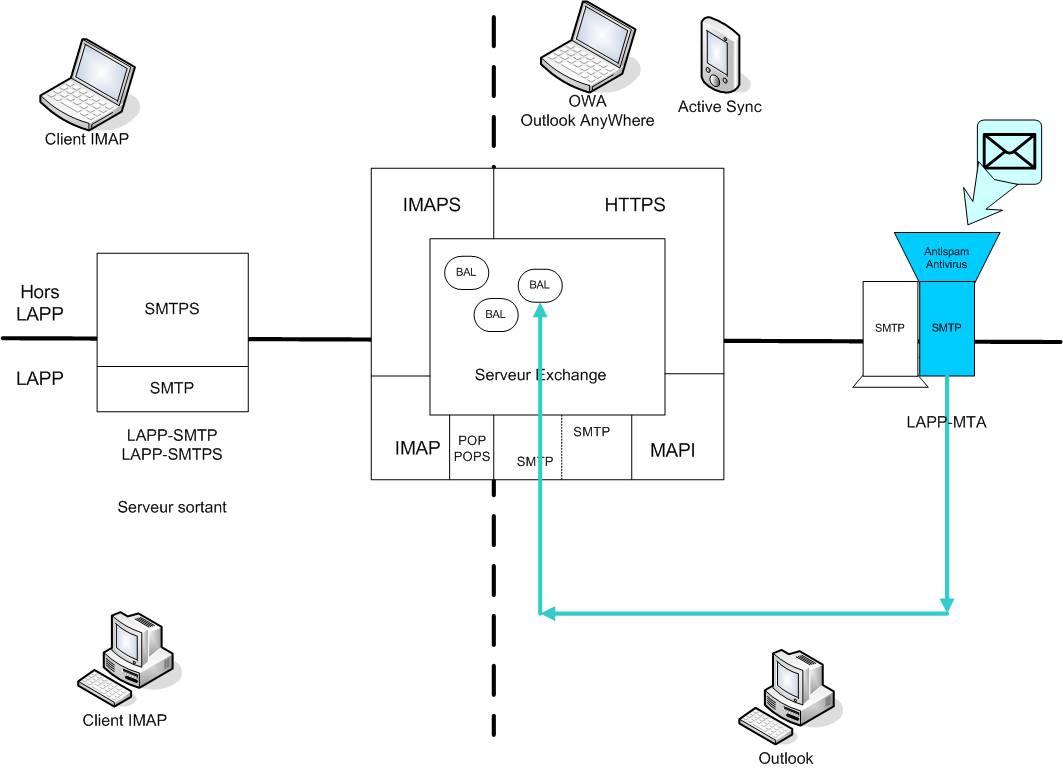 OWA
Outlook AnyWhere
Active Sync
Client IMAP
IMAPS
HTTPS
Antispam
Antivirus
BAL
BAL
BAL
Hors
LAPP
SMTPS
SMTP
SMTP
LAPP
SMTP
Serveur Exchange
LAPP-SMTP
LAPP-SMTPS
IMAP
POP
POPS
SMTP
SMTP
MAPI
LAPP-MTA
Serveur sortant
Client IMAP
Outlook